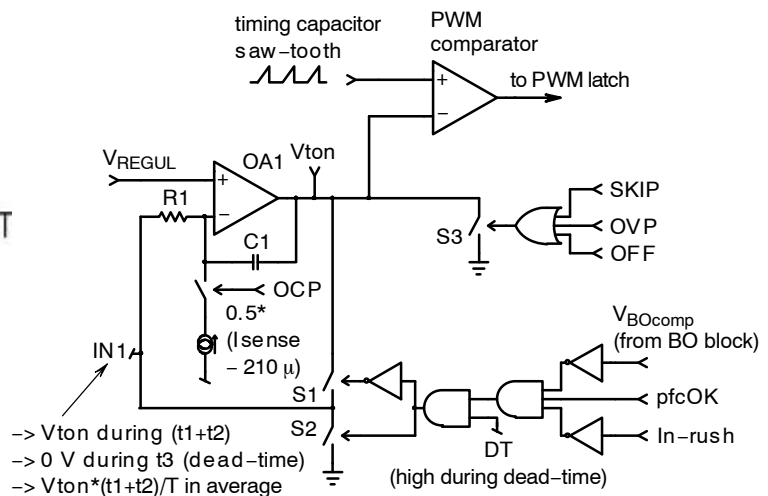 timing capacitor
saw-tooth
PWM
comparator
+
−
to PWM latch
Vton
VREGUL
OA1
+
−
R1
C1
T
S3
SKIP
OVP
OFF
OCP
0.5*
(Isense
− 210 μ)
IN1
S1
S2
VBOcomp
(from BO block)
pfcOK
In-rush
DT
(high during dead-time)
-> Vton during (t1+t2)
-> 0 V during t3 (dead-time)
-> Vton*(t1+t2)/T in average